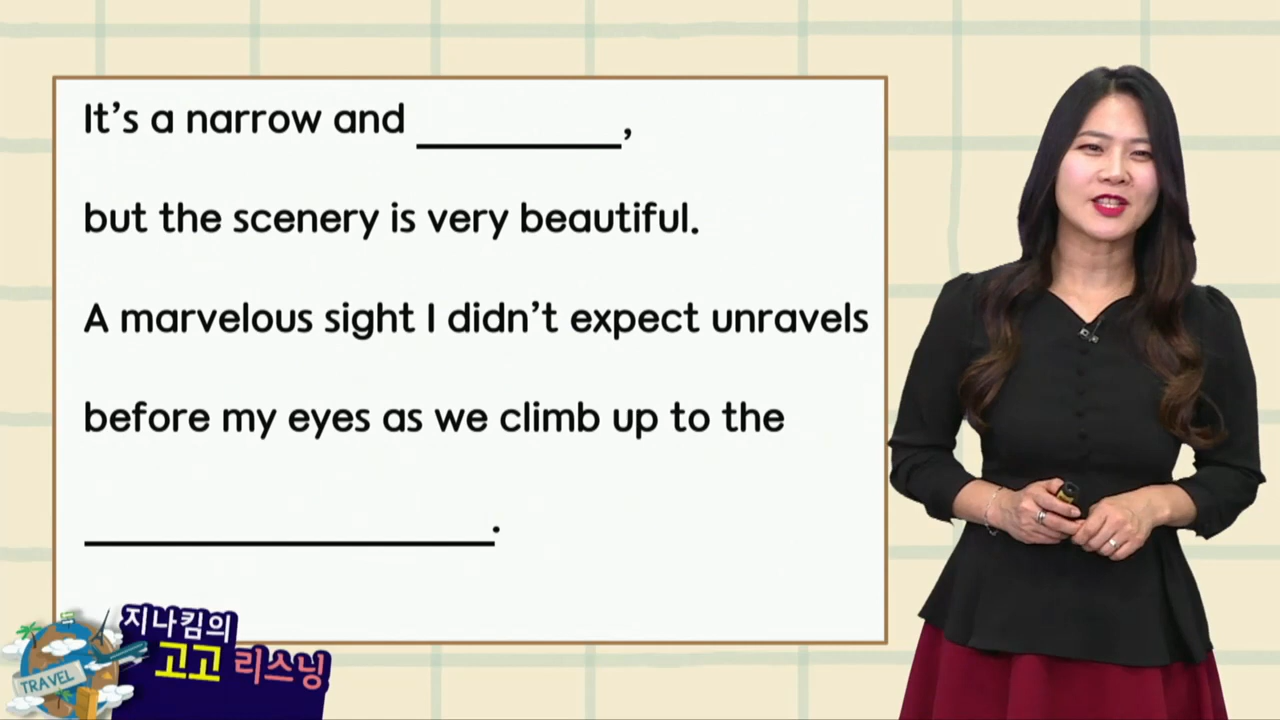 It's a narrow and __________,
but the scenery is very beautiful.
A marvelous sight I didn't expect unravels
before my eyes as we climb up to the
____________________.
지나킴의
고고 리스닝
TRAVEL